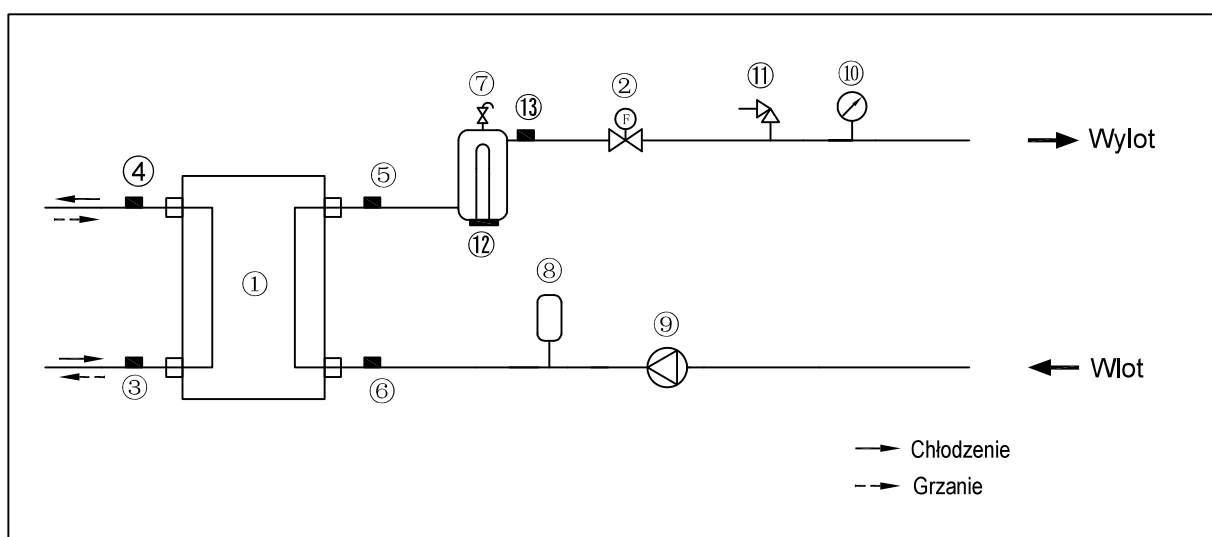 ⑦
⑬
②
F
⑪
⑩
Wylot
④
⑤
⑫
①
⑧
⑨
③
⑥
Wlot
Chłodzenie
Grzanie